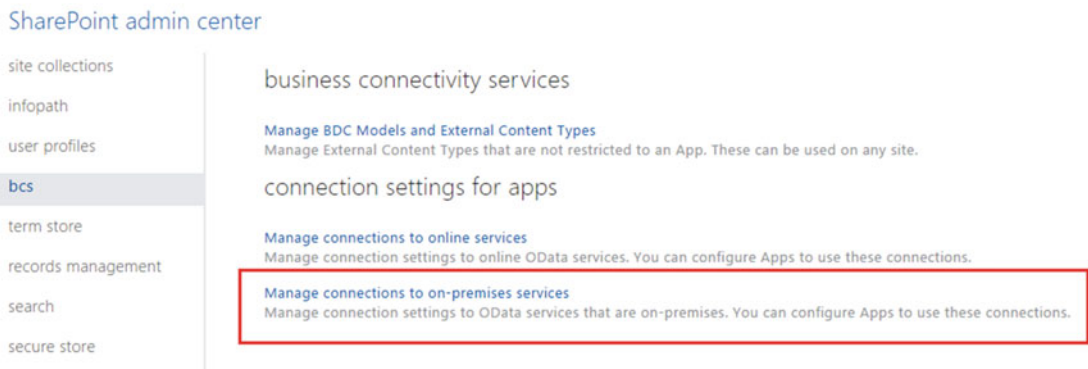 SharePoint admin center
site collections
infopath
user profiles
bcs
term store
records management
search
secure store
business connectivity services
Manage BDC Models and External Content Types
Manage External Content Types that are not restricted to an App. These can be used on any site.
connection settings for apps
Manage connections to online services
Manage connection settings to online OData services. You can configure Apps to use these connections.
Manage connections to on-premises services
Manage connection settings to OData services that are on-premises. You can configure Apps to use these connections.